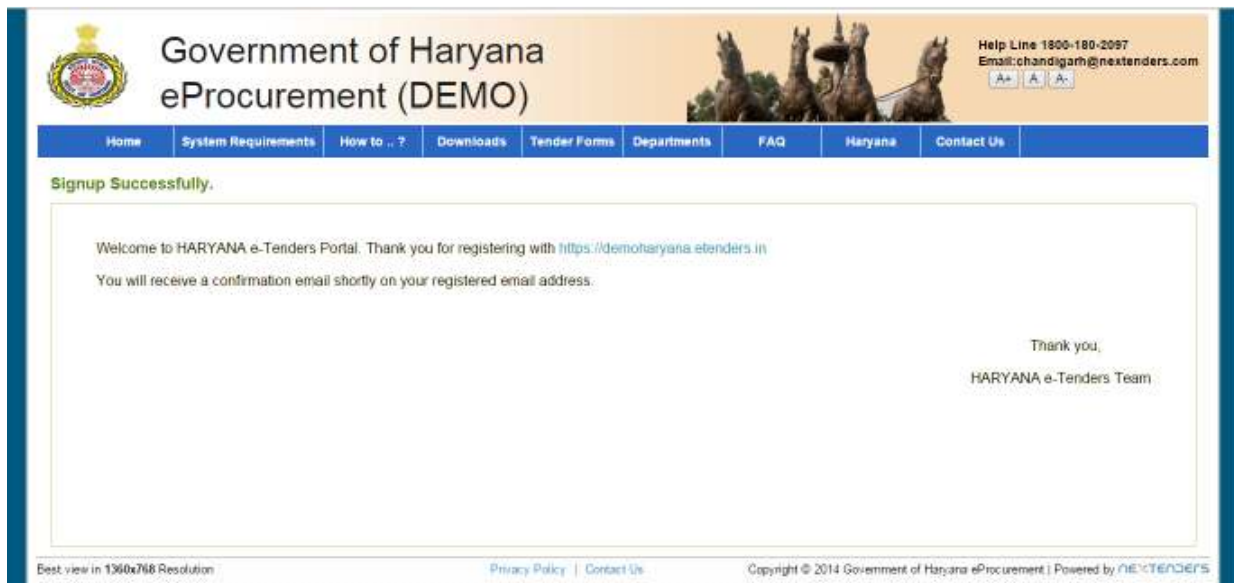 Government of Haryana
eProcurement (DEMO)
Help Line 1800-180-2097
Email:chandigarh@nextenders.com
A+ A A-
Home System Requirements How to .. ? Downloads Tender Forms Departments FAQ Haryana Contact Us
Signup Successfully.
Welcome to HARYANA e-Tenders Portal. Thank you for registering with https://demoharyana.etenders.in
You will receive a confirmation email shortly on your registered email address.
Thank you,
HARYANA e-Tenders Team
Best view in 1360x768 Resolution Privacy Policy | Contact Us Copyright © 2014 Government of Haryana eProcurement | Powered by NEXTENDERS